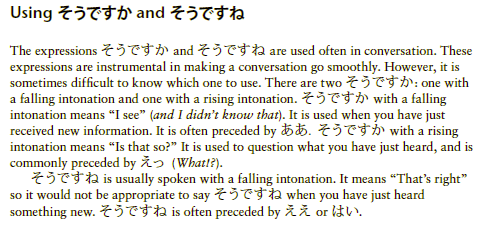 Using そうですか and そうですね
The expressions そうですか and そうですね are used often in conversation. These
expressions are instrumental in making a conversation go smoothly. However, it is
sometimes difficult to know which one to use. There are two そうですか: one with
a falling intonation and one with a rising intonation. そうですか with a falling
intonation means “I see” (and I didn’t know that). It is used when you have just
received new information. It is often preceded by ああ. そうですか with a rising
intonation means “Is that so?” It is used to question what you have just heard, and is
commonly preceded by えっ (What!?).
そうですね is usually spoken with a falling intonation. It means “That’s right”
so it would not be appropriate to say そうですね when you have just heard
something new. そうですね is often preceded by ええ or はい.